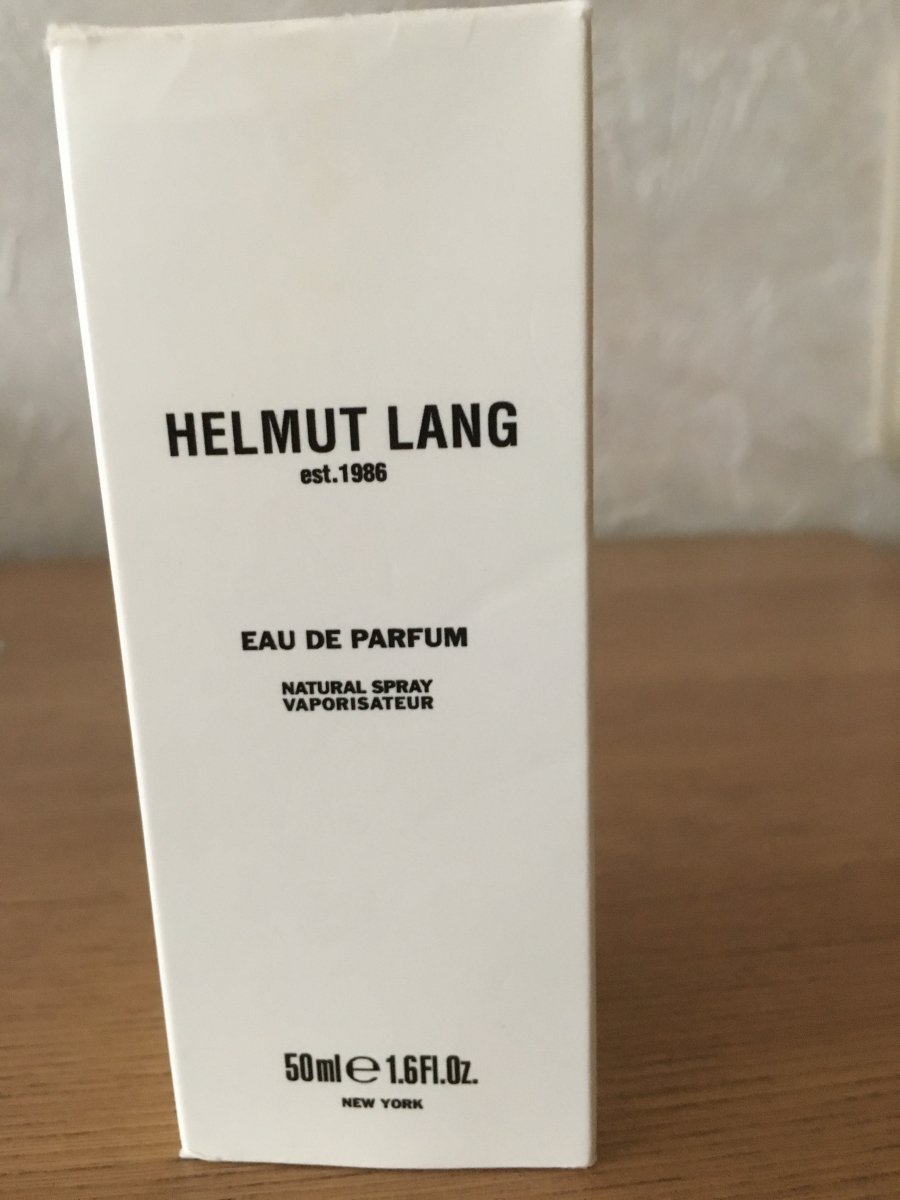 HELMUT LANG
est.1986
EAU DE PARFUM
NATURAL SPRAY
VAPORISATEUR
50ml℮1.6Fl.Oz.
NEW YORK